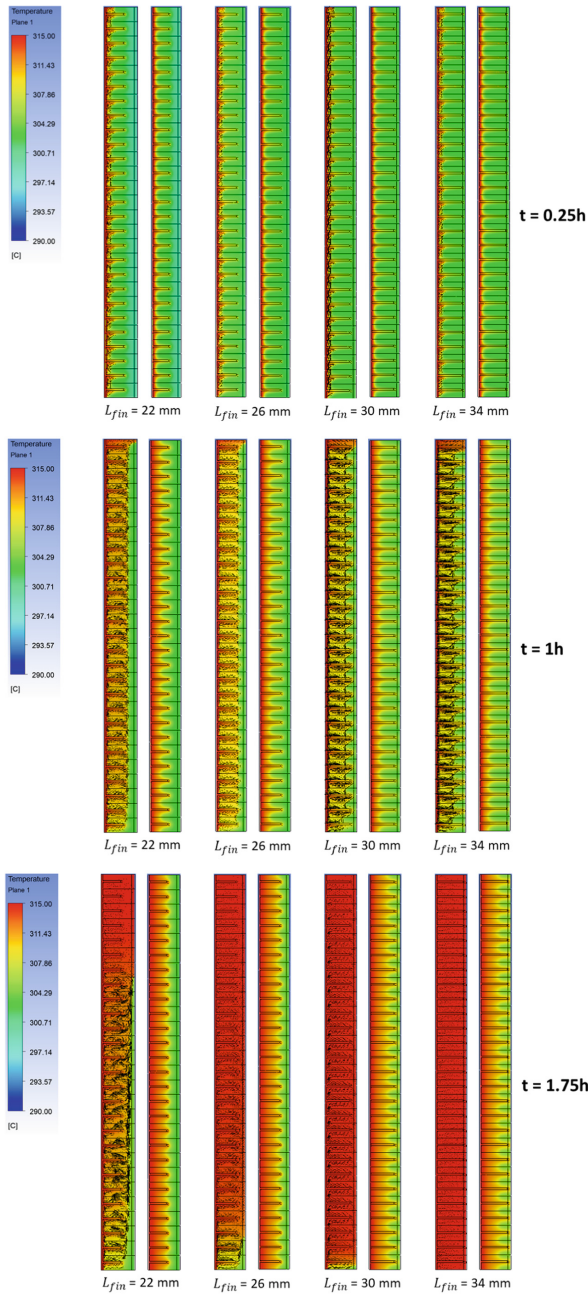 Temperature
Plane 1
315.00
311.43
307.86
304.29
300.71
297.14
293.57
290.00
[C]
t = 0.25h
L_fin = 22 mm
L_fin = 26 mm
L_fin = 30 mm
L_fin = 34 mm
Temperature
Plane 1
315.00
311.43
307.86
304.29
300.71
297.14
293.57
290.00
[C]
t = 1h
L_fin = 22 mm
L_fin = 26 mm
L_fin = 30 mm
L_fin = 34 mm
Temperature
Plane 1
315.00
311.43
307.86
304.29
300.71
297.14
293.57
290.00
[C]
t = 1.75h
L_fin = 22 mm
L_fin = 26 mm
L_fin = 30 mm
L_fin = 34 mm